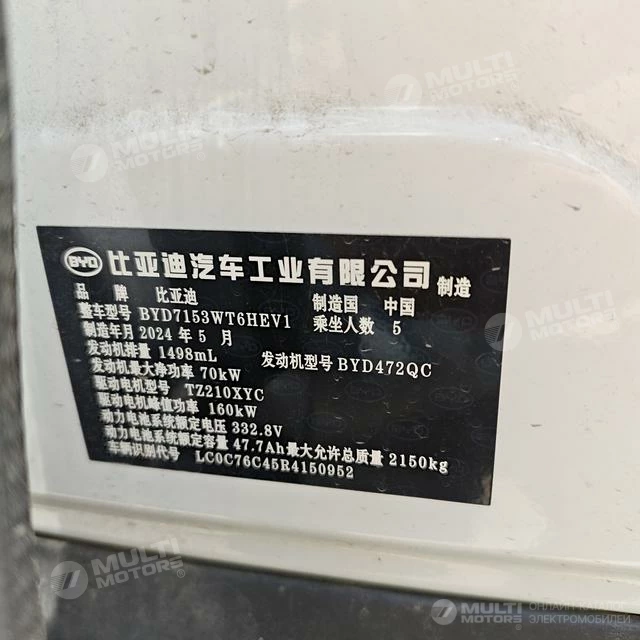 BYD 比亚迪汽车工业有限公司 制造
品 牌 比亚迪 制造国 中国
整车型号 BYD7153WT6HEV1 乘坐人数 5
制造年月 2024 年 5 月
发动机排量 1498mL 发动机型号 BYD472QC
发动机最大净功率 70kW
驱动电机型号 TZ210XYC
驱动电机峰值功率 160kW
动力电池系统额定电压 332.8V
动力电池系统额定容量 47.7Ah 最大允许总质量 2150kg
车辆识别代号 LC0C76C45R4150952
MULTI MOTORS
MULTI MOTORS
MULTI MOTORS
MULTI MOTORS
ОНЛАЙН-КАТАЛОГ
ЭЛЕКТРОМОБИЛЕЙ